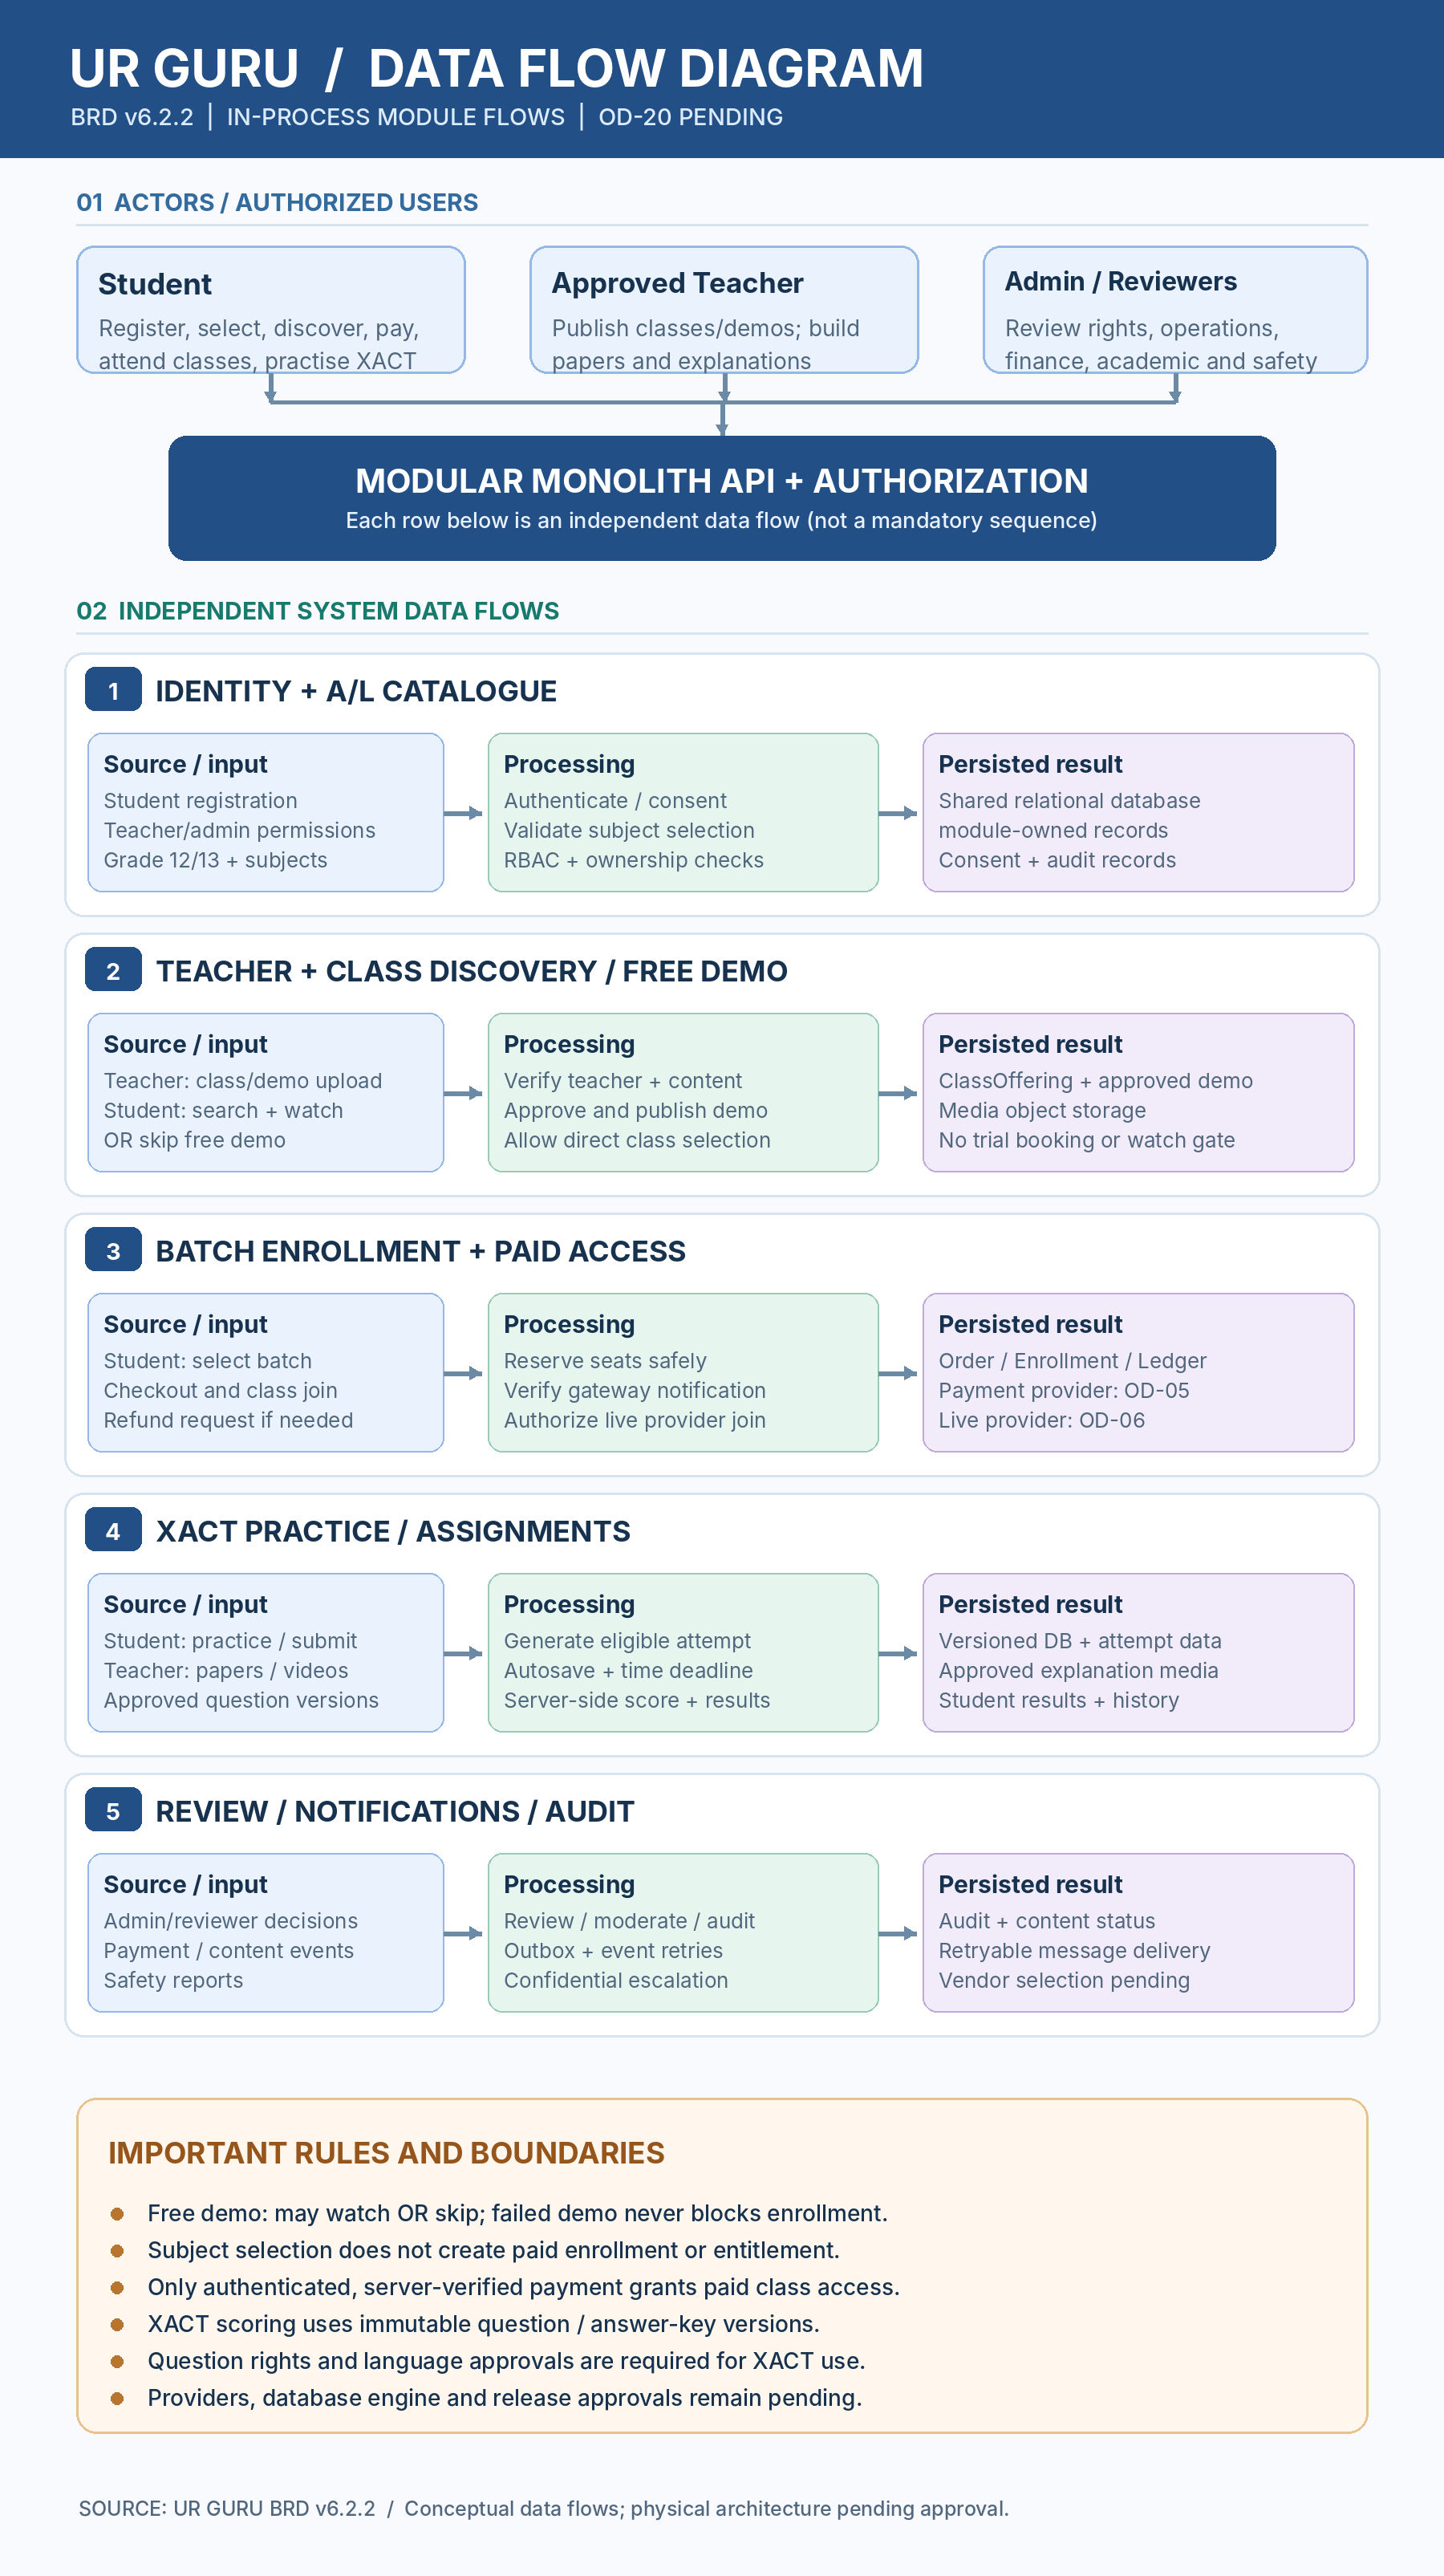 UR GURU / DATA FLOW DIAGRAM
BRD v6.2.2 | IN-PROCESS MODULE FLOWS | OD-20 PENDING
01 ACTORS / AUTHORIZED USERS
Student
Register, select, discover, pay,
attend classes, practise XACT
Approved Teacher
Publish classes/demos; build
papers and explanations
Admin / Reviewers
Review rights, operations,
finance, academic and safety
MODULAR MONOLITH API + AUTHORIZATION
Each row below is an independent data flow (not a mandatory sequence)
02 INDEPENDENT SYSTEM DATA FLOWS
1 IDENTITY + A/L CATALOGUE
Source / input
Student registration
Teacher/admin permissions
Grade 12/13 + subjects
Processing
Authenticate / consent
Validate subject selection
RBAC + ownership checks
Persisted result
Shared relational database
module-owned records
Consent + audit records
2 TEACHER + CLASS DISCOVERY / FREE DEMO
Source / input
Teacher: class/demo upload
Student: search + watch
OR skip free demo
Processing
Verify teacher + content
Approve and publish demo
Allow direct class selection
Persisted result
ClassOffering + approved demo
Media object storage
No trial booking or watch gate
3 BATCH ENROLLMENT + PAID ACCESS
Source / input
Student: select batch
Checkout and class join
Refund request if needed
Processing
Reserve seats safely
Verify gateway notification
Authorize live provider join
Persisted result
Order / Enrollment / Ledger
Payment provider: OD-05
Live provider: OD-06
4 XACT PRACTICE / ASSIGNMENTS
Source / input
Student: practice / submit
Teacher: papers / videos
Approved question versions
Processing
Generate eligible attempt
Autosave + time deadline
Server-side score + results
Persisted result
Versioned DB + attempt data
Approved explanation media
Student results + history
5 REVIEW / NOTIFICATIONS / AUDIT
Source / input
Admin/reviewer decisions
Payment / content events
Safety reports
Processing
Review / moderate / audit
Outbox + event retries
Confidential escalation
Persisted result
Audit + content status
Retryable message delivery
Vendor selection pending
IMPORTANT RULES AND BOUNDARIES
Free demo: may watch OR skip; failed demo never blocks enrollment.
Subject selection does not create paid enrollment or entitlement.
Only authenticated, server-verified payment grants paid class access.
XACT scoring uses immutable question / answer-key versions.
Question rights and language approvals are required for XACT use.
Providers, database engine and release approvals remain pending.
SOURCE: UR GURU BRD v6.2.2 / Conceptual data flows; physical architecture pending approval.